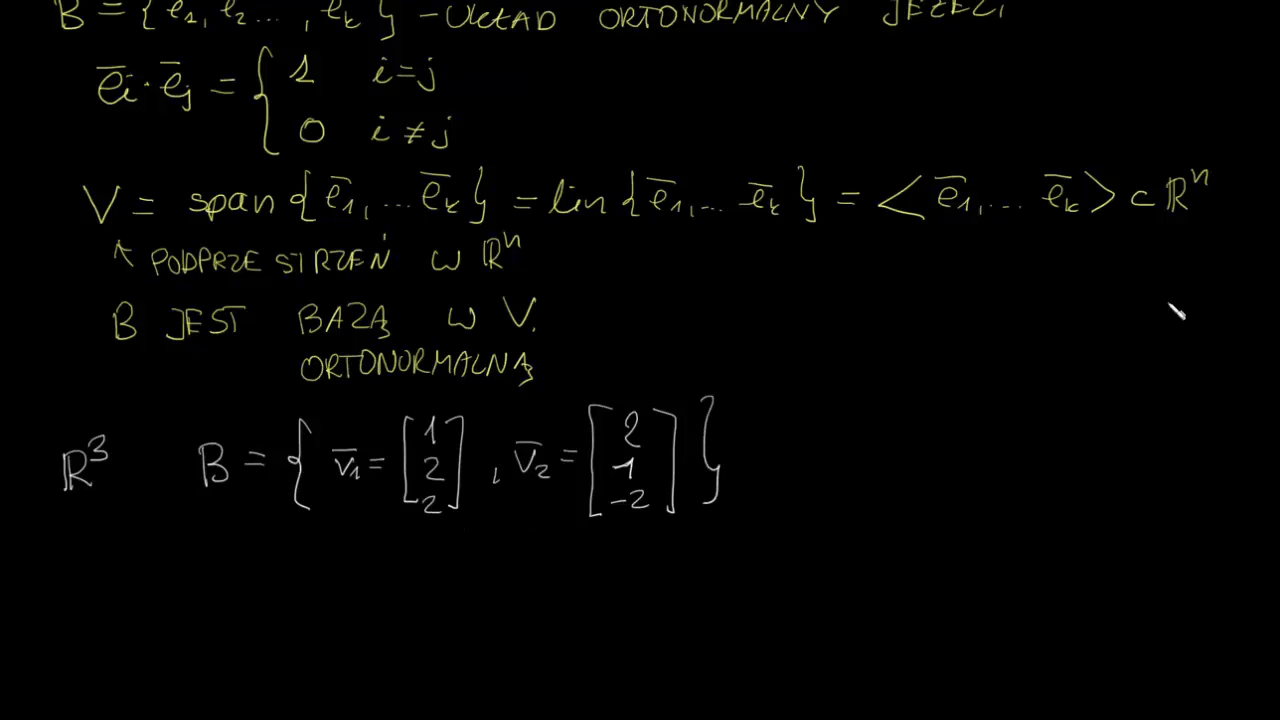 B = {e1, e2..., ek} - UKŁAD ORTONORMALNY JEŻELI
ēi · ēj = { 1 i=j
0 i≠j
V = span{ē1,... ēk} = lin{ē1,... ēk} = <ē1,... ēk> ⊂ ℝⁿ
↖ PODPRZESTRZEŃ W ℝⁿ
B JEST BAZĄ W V.
ORTONORMALNĄ
ℝ³ B = { v̄1 = [1 2 2], v̄2 = [2 1 -2] }